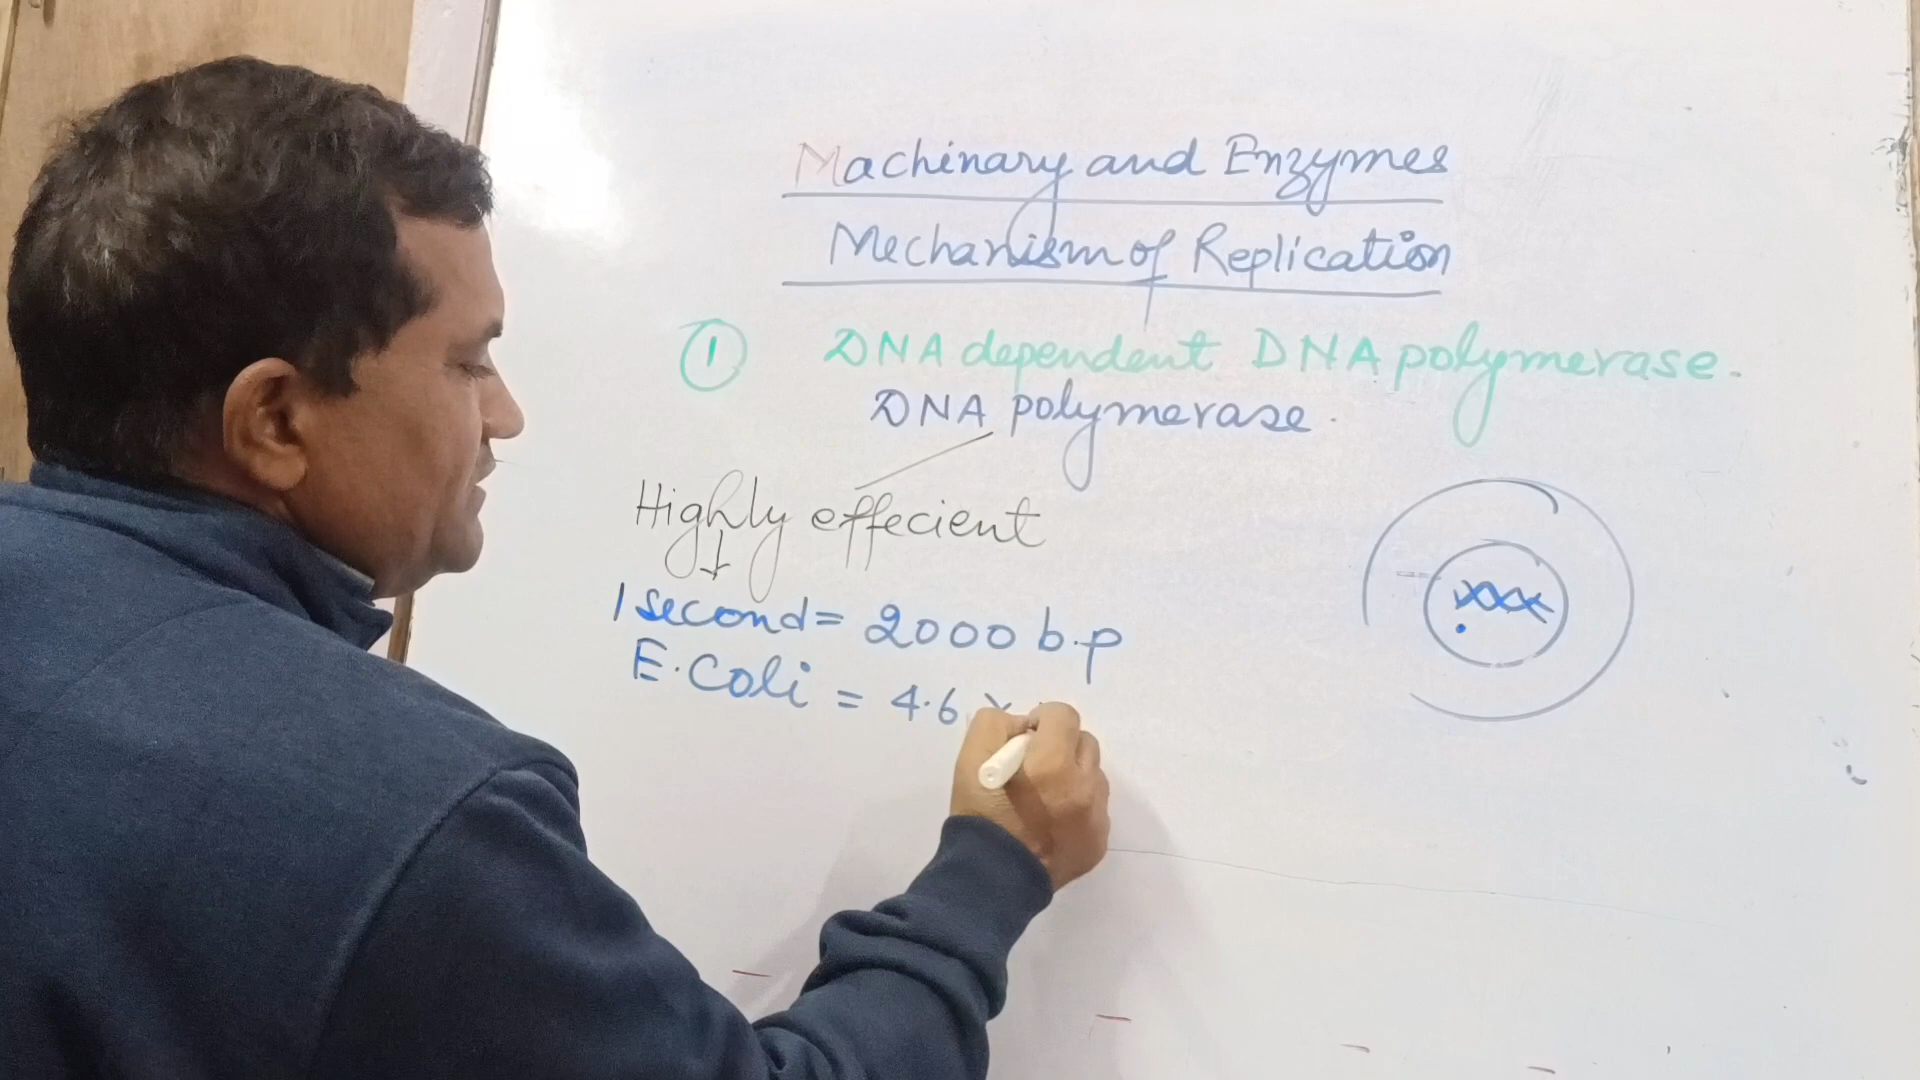 Machinary and Enzymes
Mechanism of Replication
1 DNA dependent DNA polymerase.
DNA polymerase.
Highly effecient
1 second = 2000 b.p
E.Coli = 4.6 ×